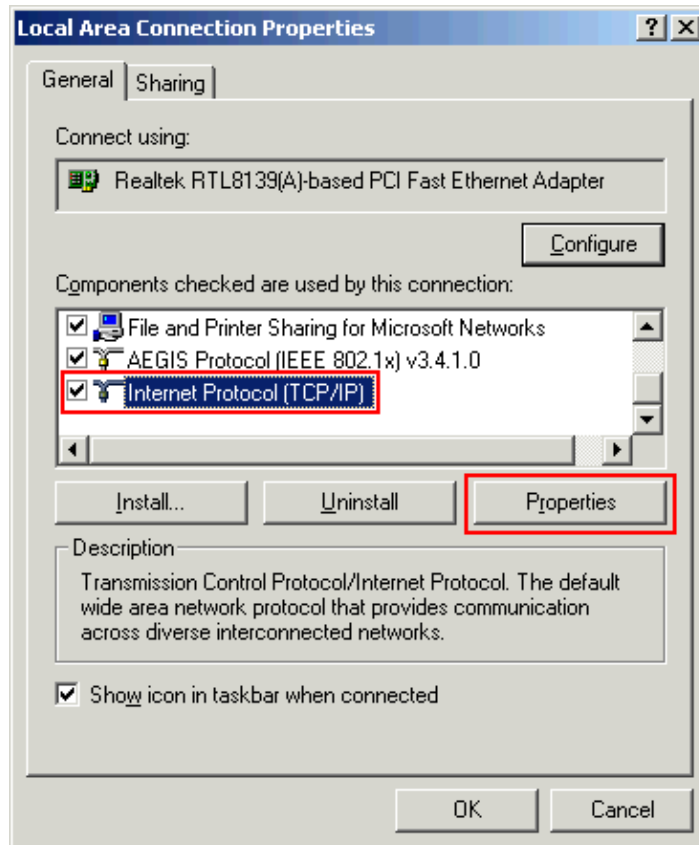 Local Area Connection Properties
General
Sharing
Connect using:
Realtek RTL8139(A)-based PCI Fast Ethernet Adapter
Configure
Components checked are used by this connection:
File and Printer Sharing for Microsoft Networks
AEGIS Protocol (IEEE 802.1x) v3.4.1.0
Internet Protocol (TCP/IP)
Install...
Uninstall
Properties
Description
Transmission Control Protocol/Internet Protocol. The default
wide area network protocol that provides communication
across diverse interconnected networks.
Show icon in taskbar when connected
OK
Cancel